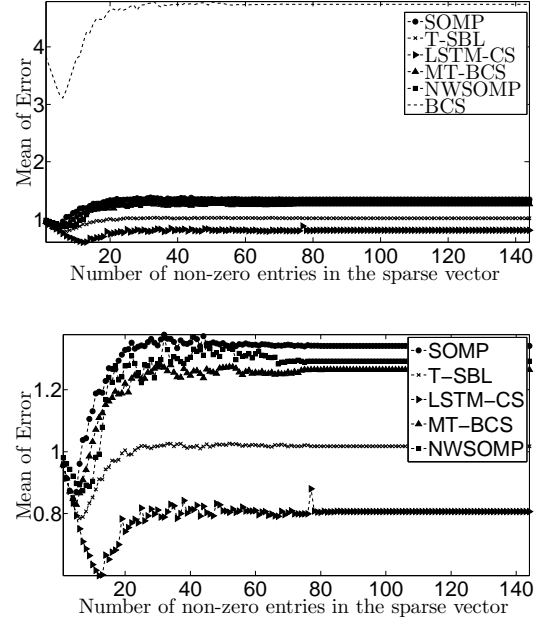 4
3
2
1
Mean of Error
SOMP
T-SBL
LSTM-CS
MT-BCS
NWSOMP
BCS
20 40 60 80 100 120 140
Number of non-zero entries in the sparse vector
1.2
1
0.8
Mean of Error
SOMP
T-SBL
LSTM-CS
MT-BCS
NWSOMP
20 40 60 80 100 120 140
Number of non-zero entries in the sparse vector